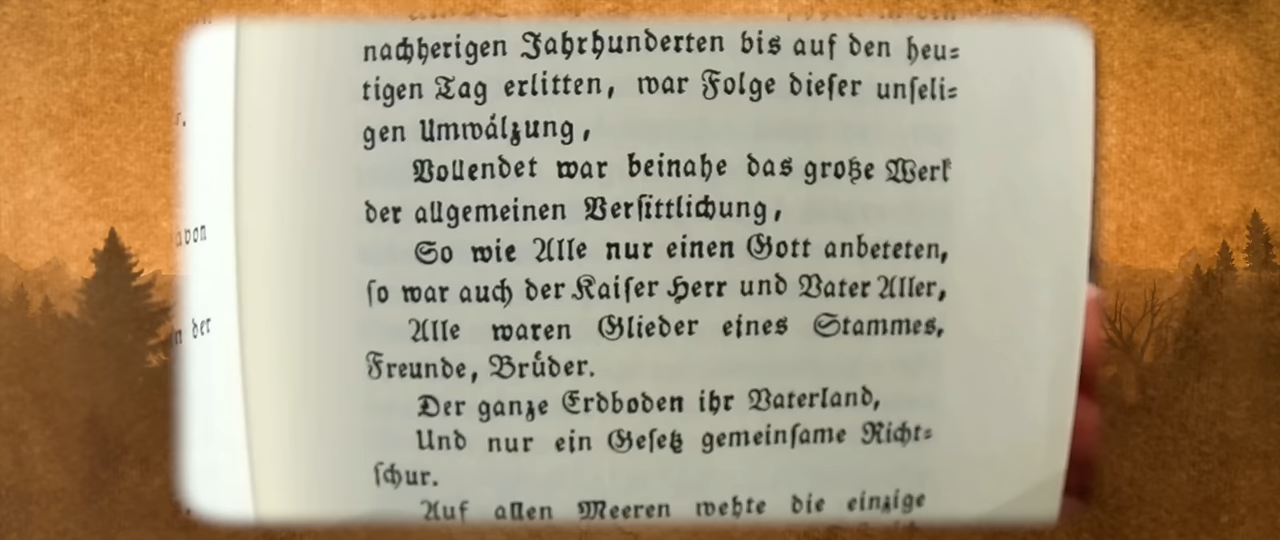 nachherigen Jahrhunderten bis auf den heu=
tigen Tag erlitten, war Folge dieser unseli=
gen Umwälzung,
Vollendet war beinahe das große Werk
der allgemeinen Versittlichung,
So wie Alle nur einen Gott anbeteten,
so war auch der Kaiser Herr und Vater Aller,
Alle waren Glieder eines Stammes,
Freunde, Brüder.
Der ganze Erdboden ihr Vaterland,
Und nur ein Gesetz gemeinsame Richt=
schur.
Auf allen Meeren wehte die einzige
der